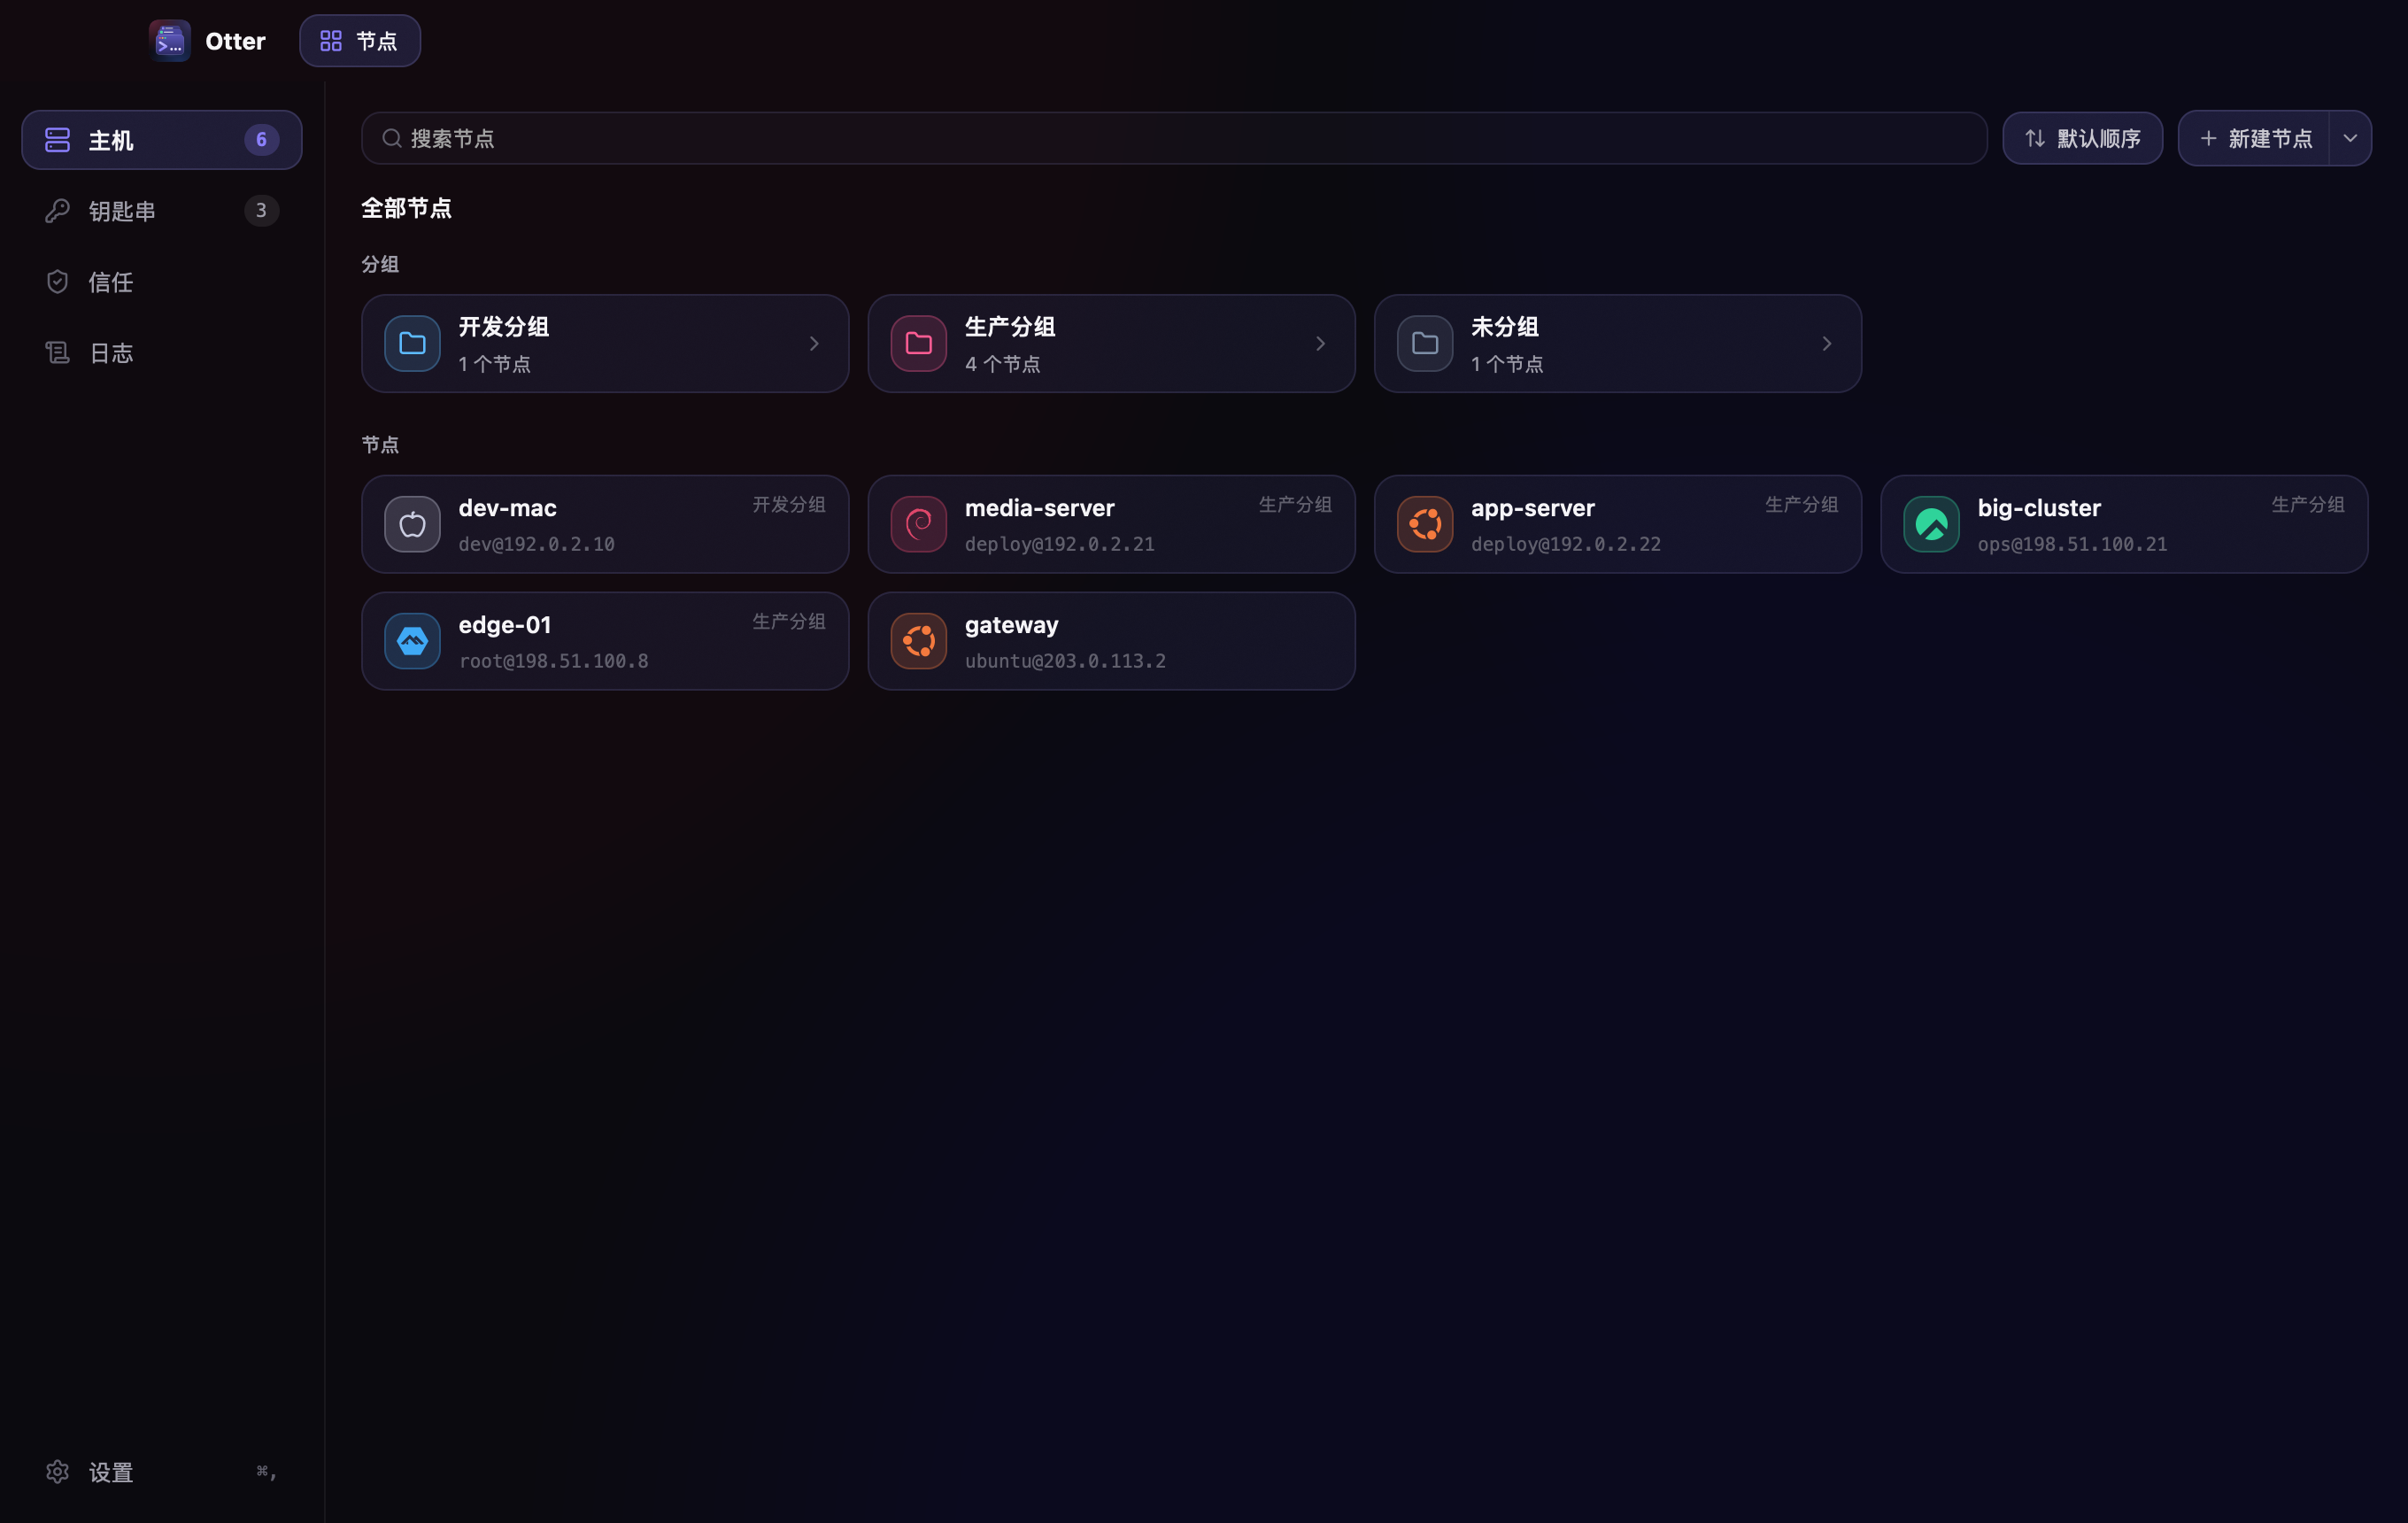 Otter
节点
主机 6
钥匙串 3
信任
日志
设置 ⌘,
搜索节点
默认顺序
新建节点
全部节点
分组
开发分组
1 个节点
生产分组
4 个节点
未分组
1 个节点
节点
dev-mac 开发分组
dev@192.0.2.10
media-server 生产分组
deploy@192.0.2.21
app-server 生产分组
deploy@192.0.2.22
big-cluster 生产分组
ops@198.51.100.21
edge-01 生产分组
root@198.51.100.8
gateway
ubuntu@203.0.113.2